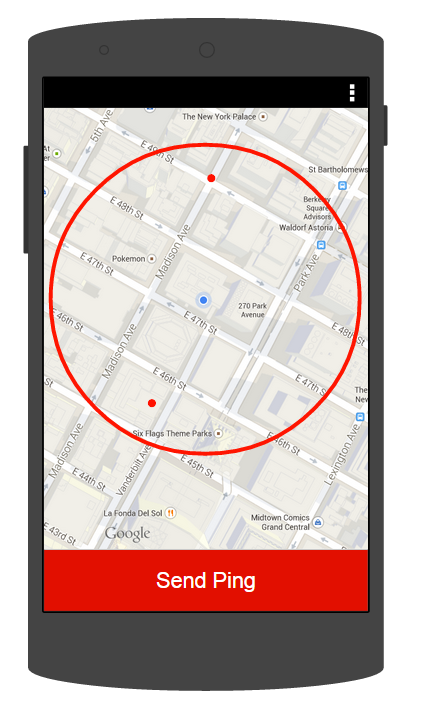 The New York Palace
5th Ave
E 49th St
At
er
St Bartholomews
E 48th St
Berkeley
Square
Advisors
Waldorf Astoria
Madison Ave
Pokemon
Park Ave
E 47th St
270 Park
Avenue
E 46th St
E 47th St
E 48th St
Madison Ave
E 46th St
E 47th St
The
New
Six Flags Theme Parks
E 46th St
Madison Ave
Vanderbilt Ave
E 45th St
Lexington Ave
E 44th St
La Fonda Del Sol
Midtown Comics
Grand Central
Google
E 43rd St
Send Ping